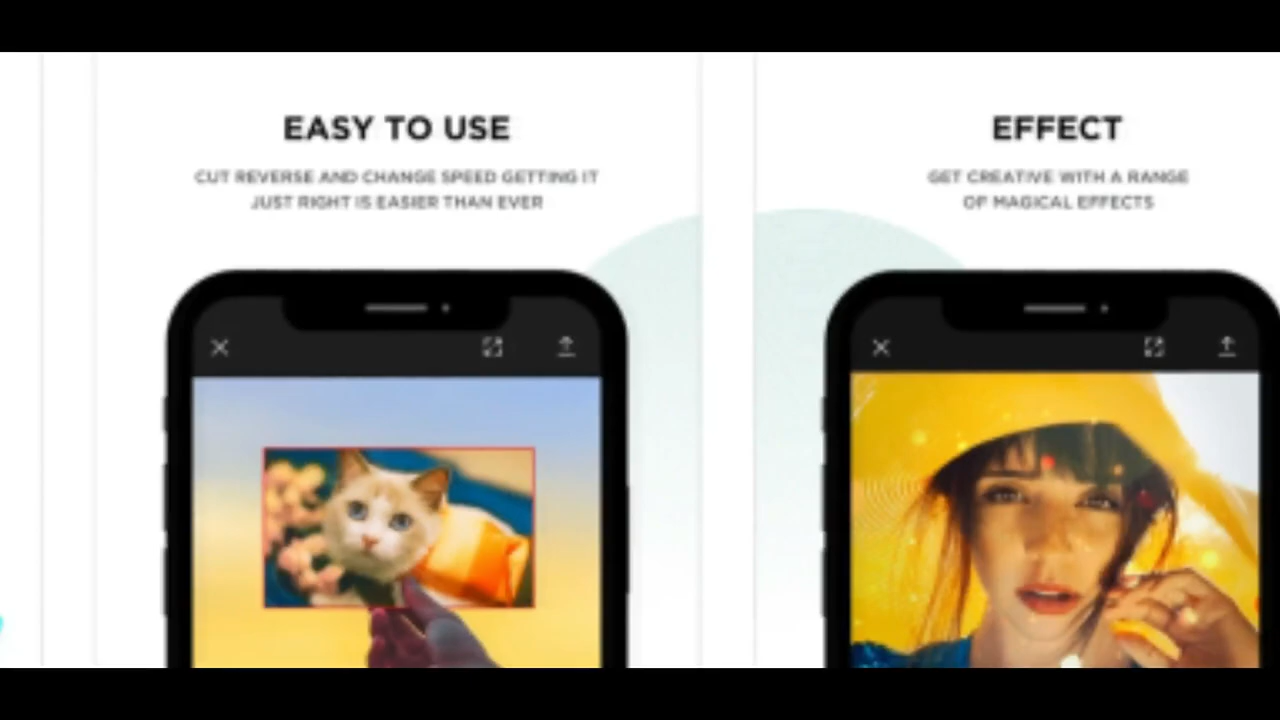 EASY TO USE
CUT REVERSE AND CHANGE SPEED GETTING IT
JUST RIGHT IS EASIER THAN EVER
EFFECT
GET CREATIVE WITH A RANGE
OF MAGICAL EFFECTS